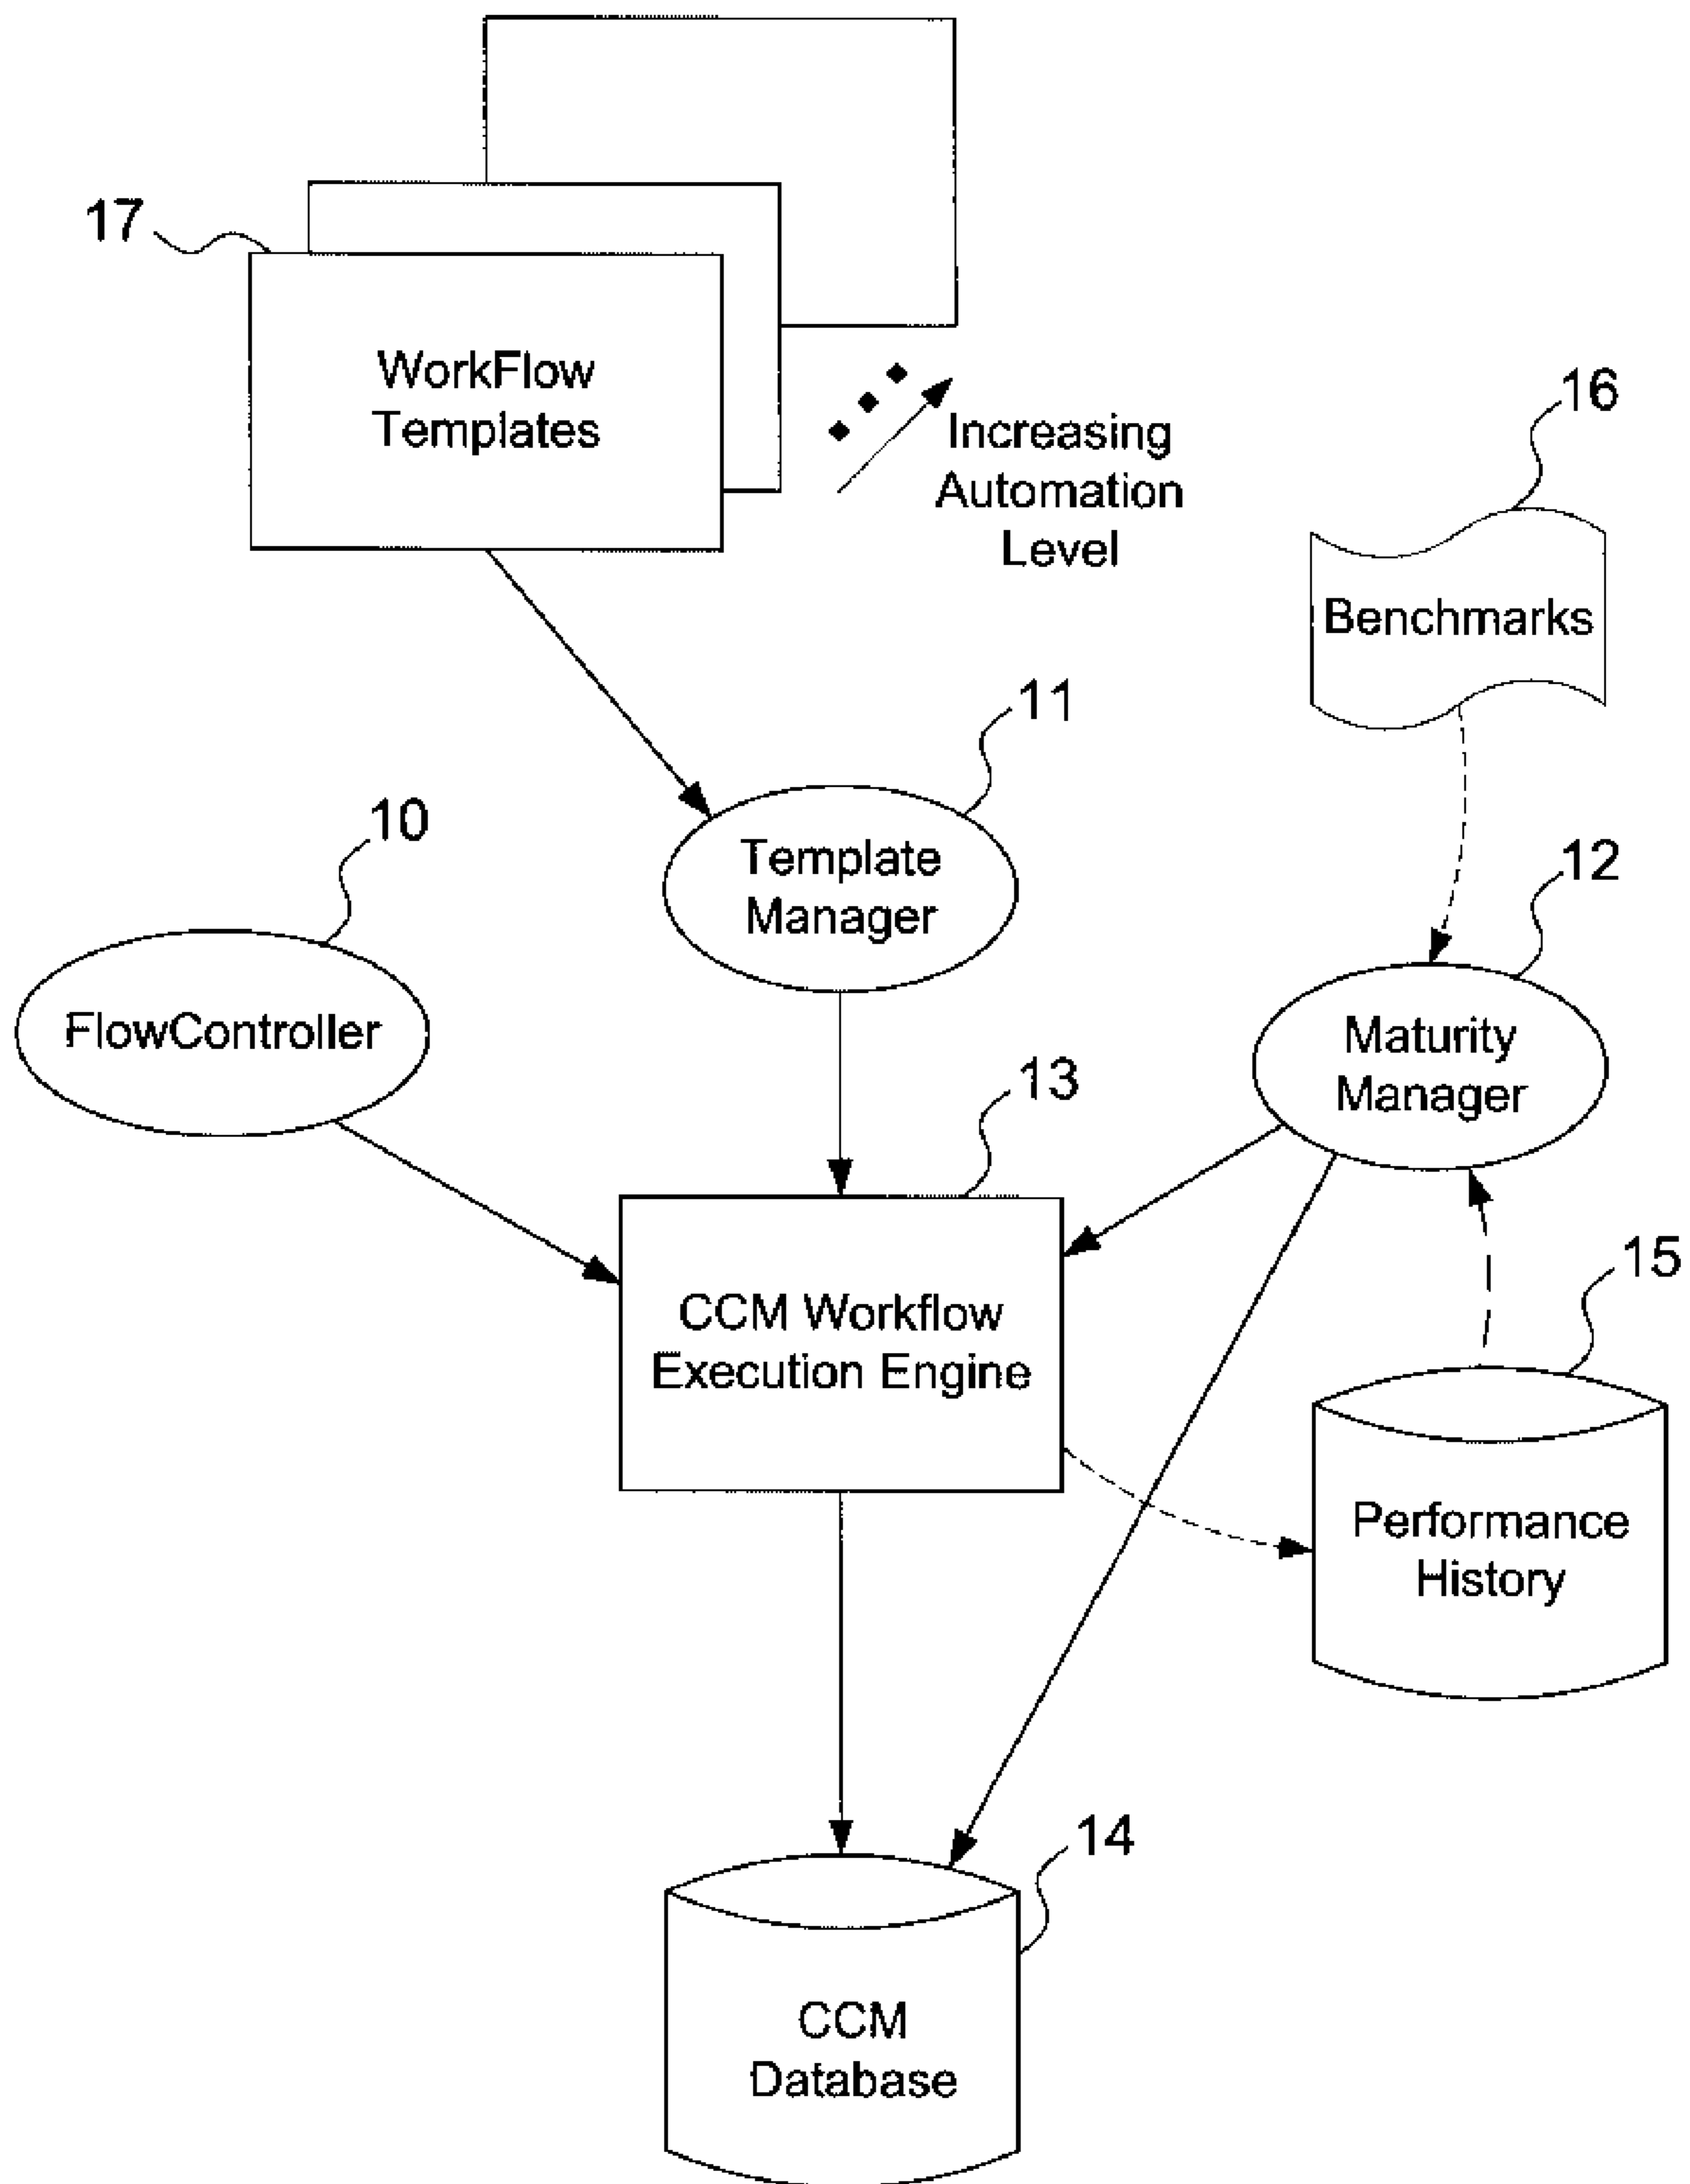 17
WorkFlow
Templates
Increasing
Automation
Level
16
Benchmarks
11
Template
Manager
10
FlowController
12
Maturity
Manager
13
CCM Workflow
Execution Engine
15
Performance
History
14
CCM
Database